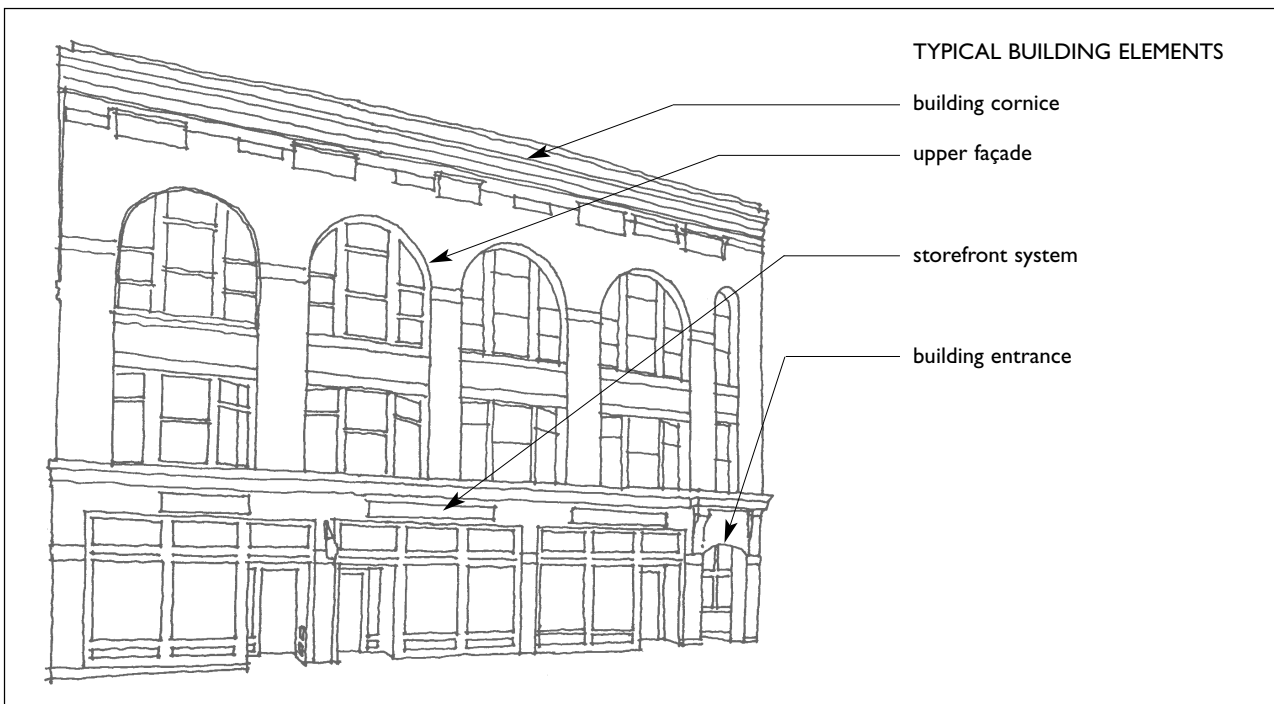 TYPICAL BUILDING ELEMENTS
building cornice
upper façade
storefront system
building entrance